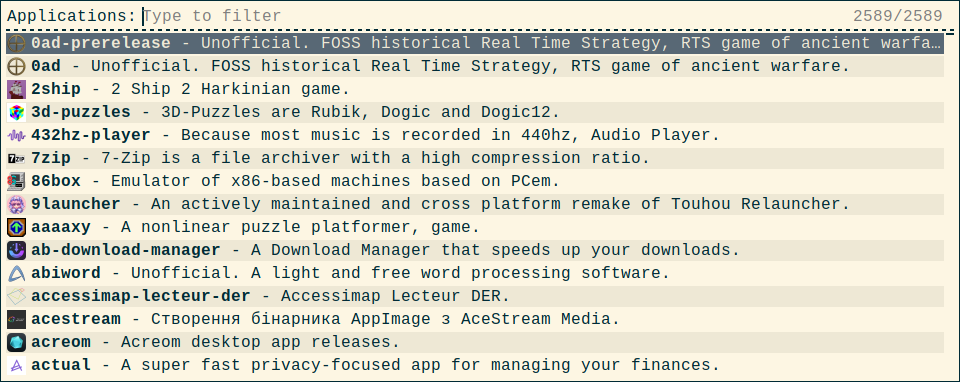 Applications: Type to filter 2589/2589
0ad-prerelease - Unofficial. FOSS historical Real Time Strategy, RTS game of ancient warfa…
0ad - Unofficial. FOSS historical Real Time Strategy, RTS game of ancient warfare.
2ship - 2 Ship 2 Harkinian game.
3d-puzzles - 3D-Puzzles are Rubik, Dogic and Dogic12.
432hz-player - Because most music is recorded in 440hz, Audio Player.
7zip - 7-Zip is a file archiver with a high compression ratio.
86box - Emulator of x86-based machines based on PCem.
9launcher - An actively maintained and cross platform remake of Touhou Relauncher.
aaaaxy - A nonlinear puzzle platformer, game.
ab-download-manager - A Download Manager that speeds up your downloads.
abiword - Unofficial. A light and free word processing software.
accessimap-lecteur-der - Accessimap Lecteur DER.
acestream - Створення бінарника AppImage з AceStream Media.
acreom - Acreom desktop app releases.
actual - A super fast privacy-focused app for managing your finances.